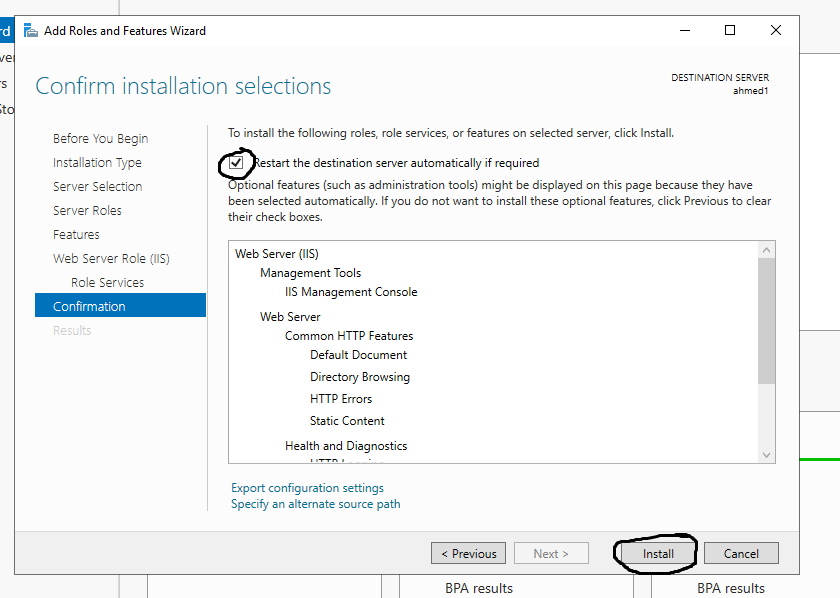 Add Roles and Features Wizard
Confirm installation selections
DESTINATION SERVER
ahmed1
Before You Begin
Installation Type
Server Selection
Server Roles
Features
Web Server Role (IIS)
Role Services
Confirmation
Results
To install the following roles, role services, or features on selected server, click Install.
Restart the destination server automatically if required
Optional features (such as administration tools) might be displayed on this page because they have
been selected automatically. If you do not want to install these optional features, click Previous to clear
their check boxes.
Web Server (IIS)
Management Tools
IIS Management Console
Web Server
Common HTTP Features
Default Document
Directory Browsing
HTTP Errors
Static Content
Health and Diagnostics
Export configuration settings
Specify an alternate source path
< Previous
Next >
Install
Cancel
BPA results
BPA results